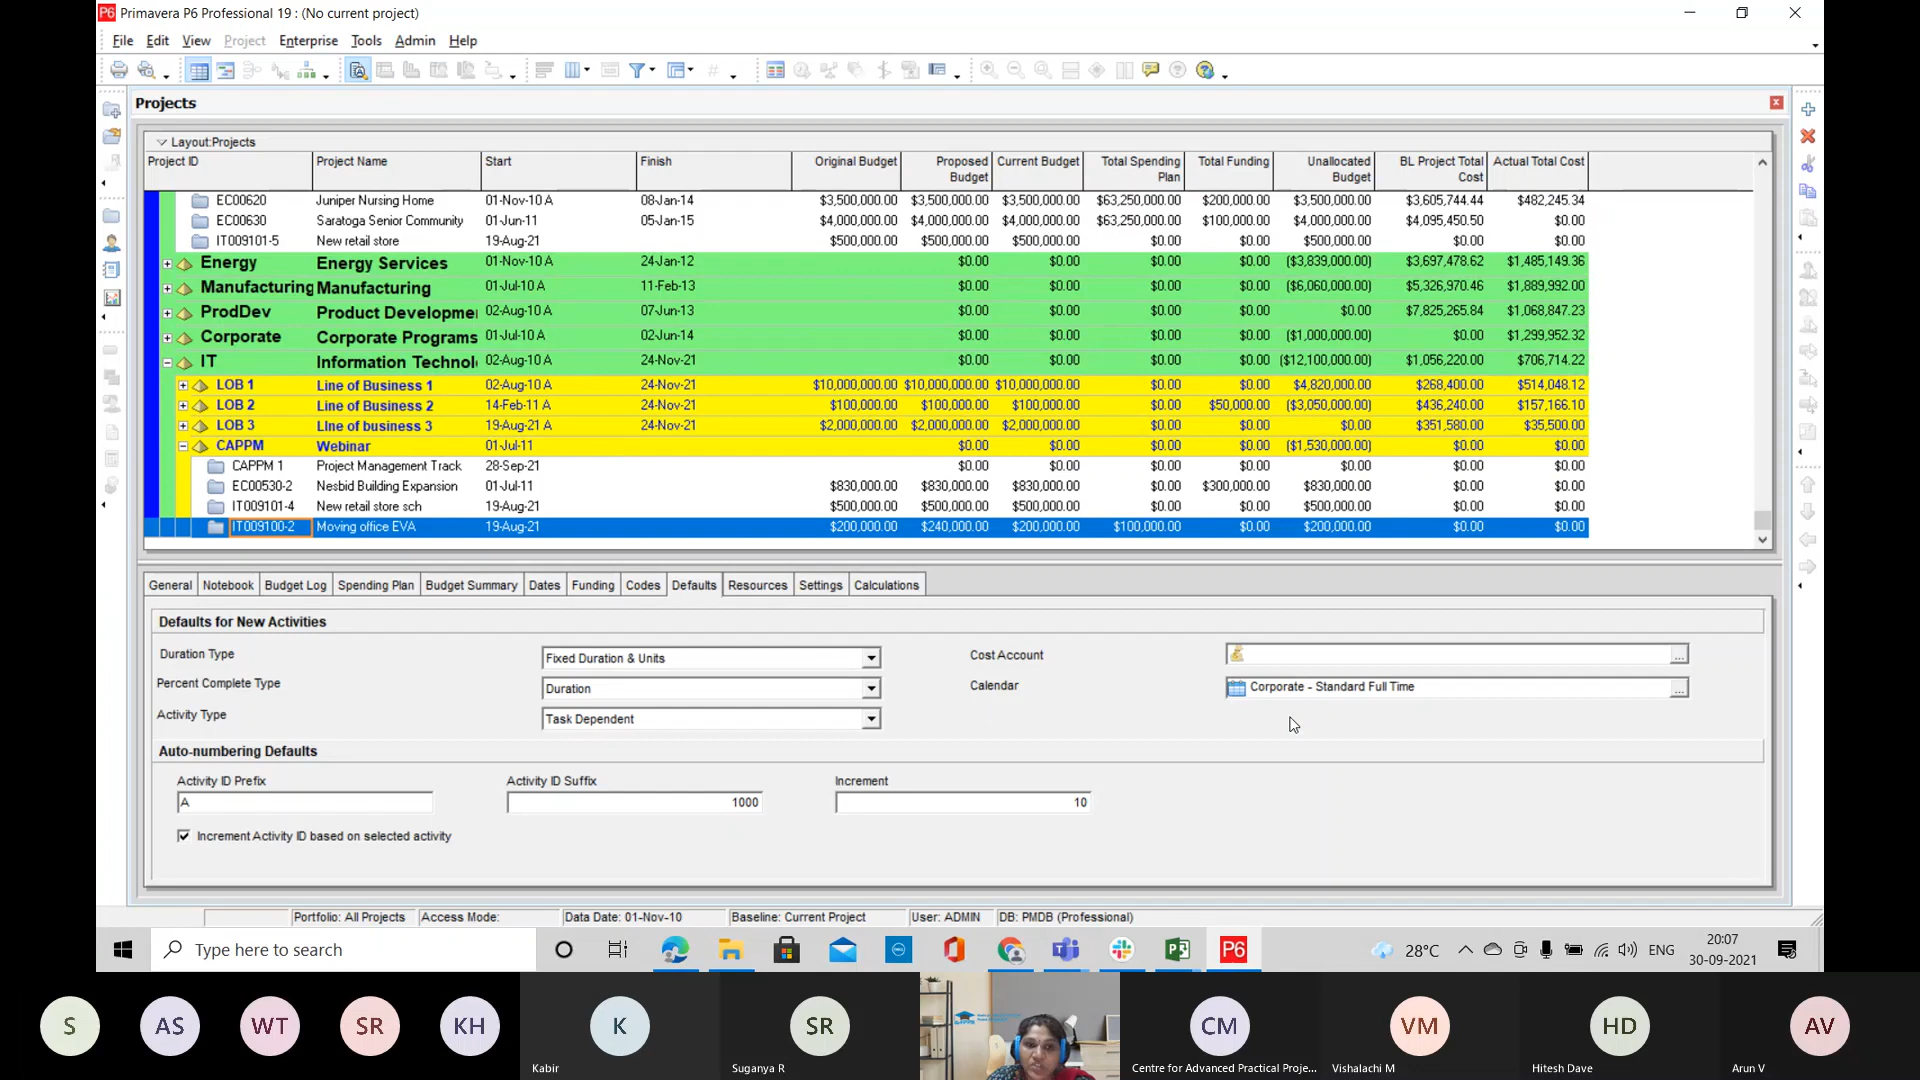 P6 Primavera P6 Professional 19 : (No current project)
File Edit View Project Enterprise Tools Admin Help
Projects
Layout:Projects
Project ID Project Name Start Finish Original Budget Proposed Budget Current Budget Total Spending Plan Total Funding Unallocated Budget BL Project Total Cost Actual Total Cost
EC00620 Juniper Nursing Home 01-Nov-10 A 08-Jan-14 $3,500,000.00 $3,500,000.00 $3,500,000.00 $63,250,000.00 $200,000.00 $3,500,000.00 $3,605,744.44 $482,245.34
EC00630 Saratoga Senior Community 01-Jun-11 05-Jan-15 $4,000,000.00 $4,000,000.00 $4,000,000.00 $63,250,000.00 $100,000.00 $4,000,000.00 $4,095,450.50 $0.00
IT009101-5 New retail store 19-Aug-21 $500,000.00 $500,000.00 $500,000.00 $0.00 $0.00 $500,000.00 $0.00 $0.00
Energy Energy Services 01-Nov-10 A 24-Jan-12 $0.00 $0.00 $0.00 $0.00 ($3,839,000.00) $3,697,478.62 $1,485,149.36
Manufacturing Manufacturing 01-Jul-10 A 11-Feb-13 $0.00 $0.00 $0.00 $0.00 ($6,060,000.00) $5,326,970.46 $1,889,992.00
ProdDev Product Developme 02-Aug-10 A 07-Jun-13 $0.00 $0.00 $0.00 $0.00 $0.00 $7,825,265.84 $1,068,847.23
Corporate Corporate Programs 01-Jul-10 A 02-Jun-14 $0.00 $0.00 $0.00 $0.00 ($1,000,000.00) $0.00 $1,299,952.32
IT Information Technol 02-Aug-10 A 24-Nov-21 $0.00 $0.00 $0.00 $0.00 ($12,100,000.00) $1,056,220.00 $706,714.22
LOB 1 Line of Business 1 02-Aug-10 A 24-Nov-21 $10,000,000.00 $10,000,000.00 $10,000,000.00 $0.00 $0.00 $4,820,000.00 $268,400.00 $514,048.12
LOB 2 Line of Business 2 14-Feb-11 A 24-Nov-21 $100,000.00 $100,000.00 $100,000.00 $0.00 $50,000.00 ($3,050,000.00) $436,240.00 $157,166.10
LOB 3 LIne of business 3 19-Aug-21 A 24-Nov-21 $2,000,000.00 $2,000,000.00 $2,000,000.00 $0.00 $0.00 ($3,050,000.00) $351,580.00 $35,500.00
CAPPM Webinar 01-Jul-11 $0.00 $0.00 $0.00 $0.00 ($1,530,000.00) $0.00 $0.00
CAPPM 1 Project Management Track 28-Sep-21 $0.00 $0.00 $0.00 $0.00 $0.00 $0.00 $0.00
EC00530-2 Nesbid Building Expansion 01-Jul-11 $830,000.00 $830,000.00 $830,000.00 $0.00 $300,000.00 $830,000.00 $0.00 $0.00
IT009101-4 New retail store sch 19-Aug-21 $500,000.00 $500,000.00 $500,000.00 $0.00 $0.00 $500,000.00 $0.00 $0.00
IT009100-2 Moving office EVA 19-Aug-21 $200,000.00 $240,000.00 $200,000.00 $100,000.00 $0.00 $200,000.00 $0.00 $0.00
General Notebook Budget Log Spending Plan Budget Summary Dates Funding Codes Defaults Resources Settings Calculations
Defaults for New Activities
Duration Type Fixed Duration & Units Cost Account ...
Percent Complete Type Duration Calendar Corporate - Standard Full Time ...
Activity Type Task Dependent
Auto-numbering Defaults
Activity ID Prefix Activity ID Suffix Increment
A 1000 10
Increment Activity ID based on selected activity
Portfolio: All Projects Access Mode: Data Date: 01-Nov-10 Baseline: Current Project User: ADMIN DB: PMDB (Professional)
Type here to search P6 28°C ENG 20:07
30-09-2021
S AS WT SR KH K SR CM VM HD AV
Kabir Suganya R Centre for Advanced Practical Proje... Vishalachi M Hitesh Dave Arun V